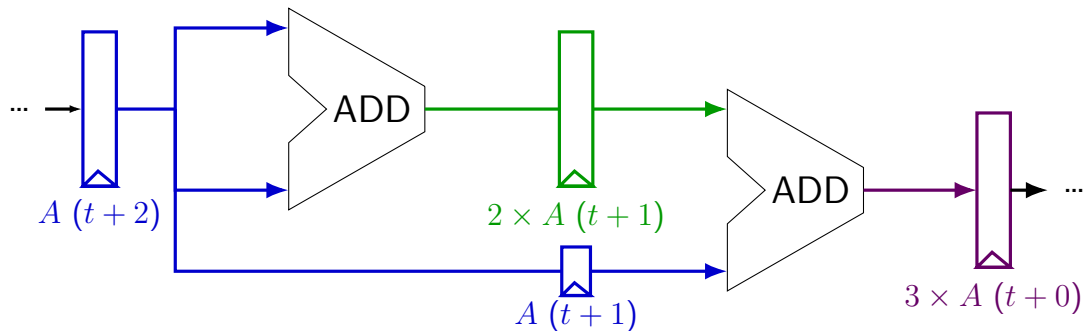 ...
ADD
A (t + 2)
2 × A (t + 1)
ADD
...
A (t + 1)
3 × A (t + 0)